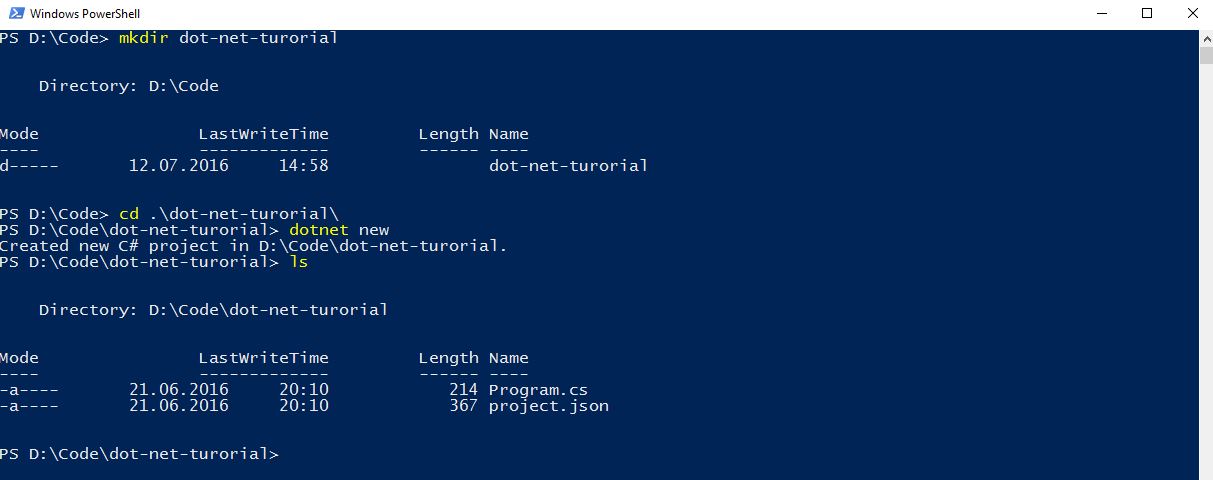 Windows PowerShell
PS D:\Code> mkdir dot-net-turorial
Directory: D:\Code
Mode LastWriteTime Length Name
---- ------------- ------ ----
d----- 12.07.2016 14:58 dot-net-turorial
PS D:\Code> cd .\dot-net-turorial\
PS D:\Code\dot-net-turorial> dotnet new
Created new C# project in D:\Code\dot-net-turorial.
PS D:\Code\dot-net-turorial> ls
Directory: D:\Code\dot-net-turorial
Mode LastWriteTime Length Name
---- ------------- ------ ----
-a---- 21.06.2016 20:10 214 Program.cs
-a---- 21.06.2016 20:10 367 project.json
PS D:\Code\dot-net-turorial>